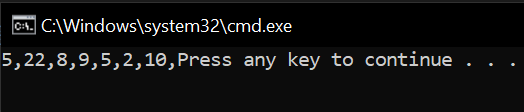 C:\Windows\system32\cmd.exe
5,22,8,9,5,2,10,Press any key to continue . . .